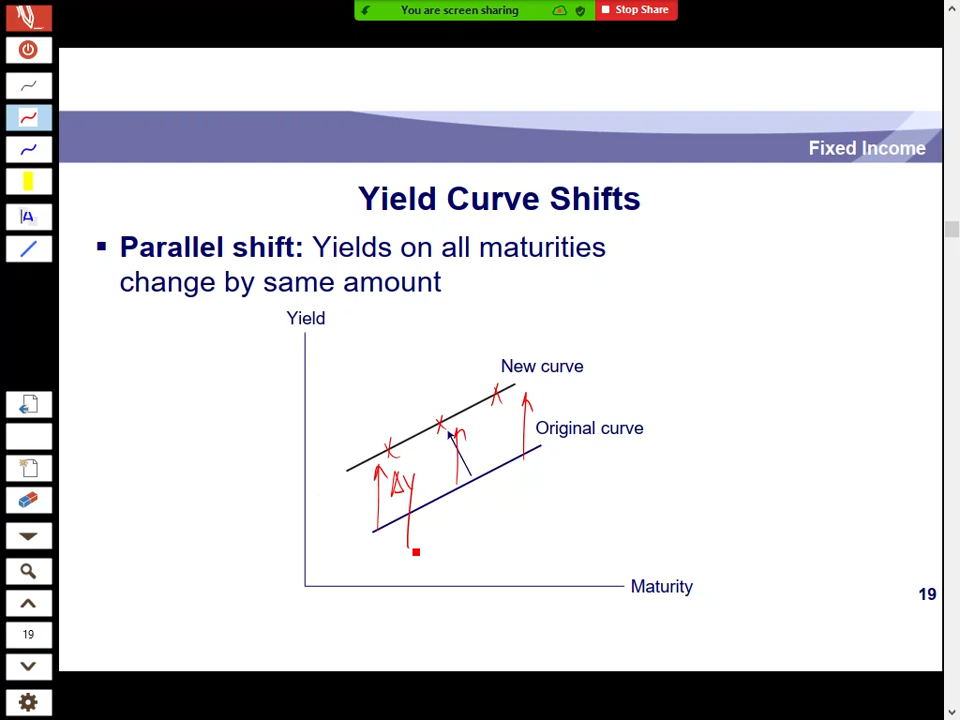 You are screen sharing
Stop Share
Fixed Income
Yield Curve Shifts
▪ Parallel shift: Yields on all maturities
change by same amount
Yield
New curve
Original curve
Δy
Maturity
19
19